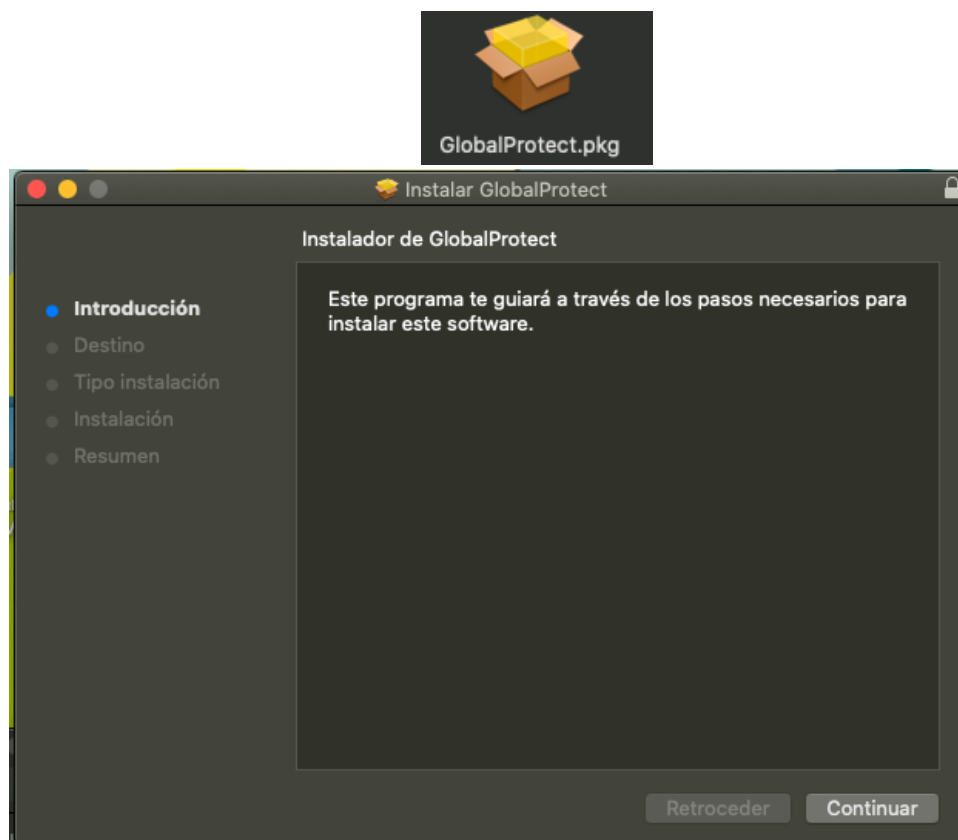 GlobalProtect.pkg
Instalar GlobalProtect
Instalador de GlobalProtect
Introducción
Destino
Tipo instalación
Instalación
Resumen
Este programa te guiará a través de los pasos necesarios para
instalar este software.
Retroceder
Continuar